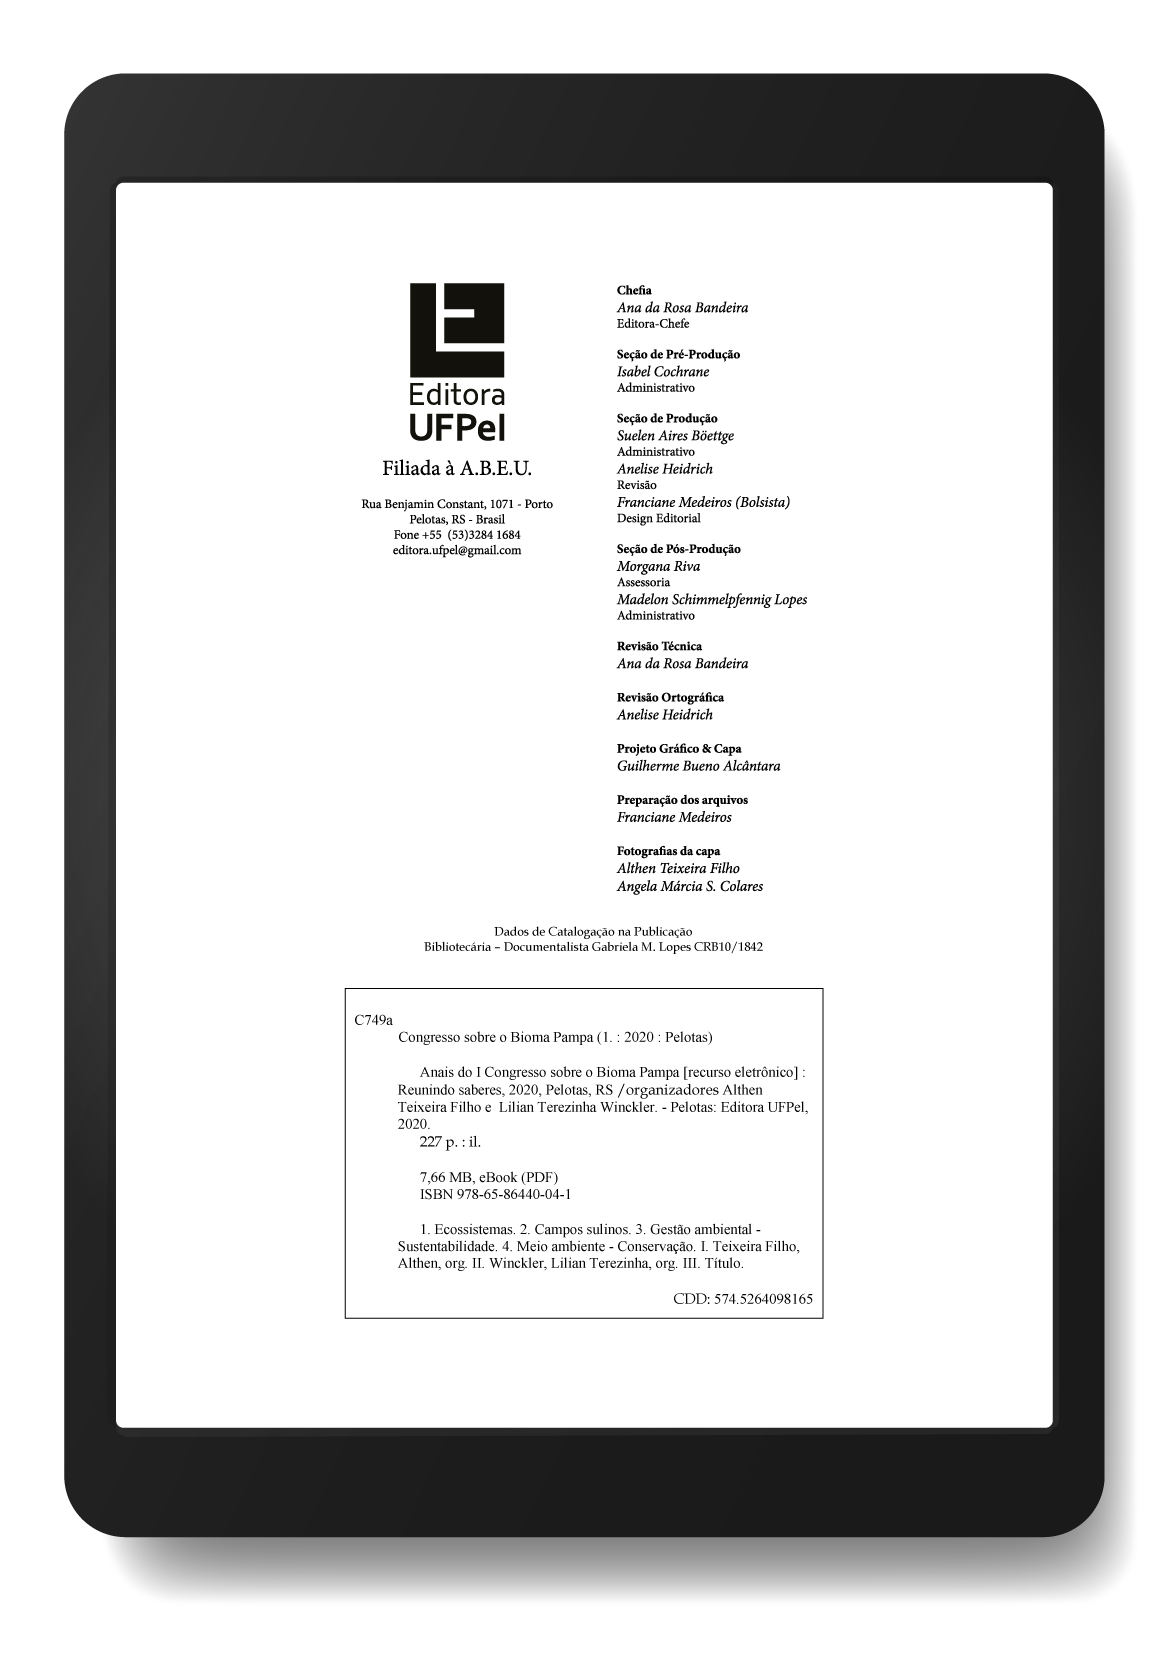 Editora
UFPel
Filiada à A.B.E.U.
Rua Benjamin Constant, 1071 - Porto
Pelotas, RS - Brasil
Fone +55  (53)3284 1684
editora.ufpel@gmail.com
Chefia
Ana da Rosa Bandeira
Editora-Chefe
Seção de Pré-Produção
Isabel Cochrane
Administrativo
Seção de Produção
Suelen Aires Böettge
Administrativo
Anelise Heidrich
Revisão
Franciane Medeiros (Bolsista)
Design Editorial
Seção de Pós-Produção
Morgana Riva
Assessoria
Madelon Schimmelpfennig Lopes
Administrativo
Revisão Técnica
Ana da Rosa Bandeira
Revisão Ortográfica
Anelise Heidrich
Projeto Gráfico & Capa
Guilherme Bueno Alcântara
Preparação dos arquivos
Franciane Medeiros
Fotografias da capa
Althen Teixeira Filho
Angela Márcia S. Colares
Dados de Catalogação na Publicação
Bibliotecária – Documentalista Gabriela M. Lopes CRB10/1842
C749a
Congresso sobre o Bioma Pampa (1. : 2020 : Pelotas)
Anais do I Congresso sobre o Bioma Pampa [recurso eletrônico] :
Reunindo saberes, 2020, Pelotas, RS /organizadores Althen
Teixeira Filho e  Lilian Terezinha Winckler. - Pelotas: Editora UFPel,
2020.
227 p. : il.
7,66 MB, eBook (PDF)
ISBN 978-65-86440-04-1
1. Ecossistemas. 2. Campos sulinos. 3. Gestão ambiental -
Sustentabilidade. 4. Meio ambiente - Conservação. I. Teixeira Filho,
Althen, org. II. Winckler, Lilian Terezinha, org. III. Título.
CDD: 574.5264098165